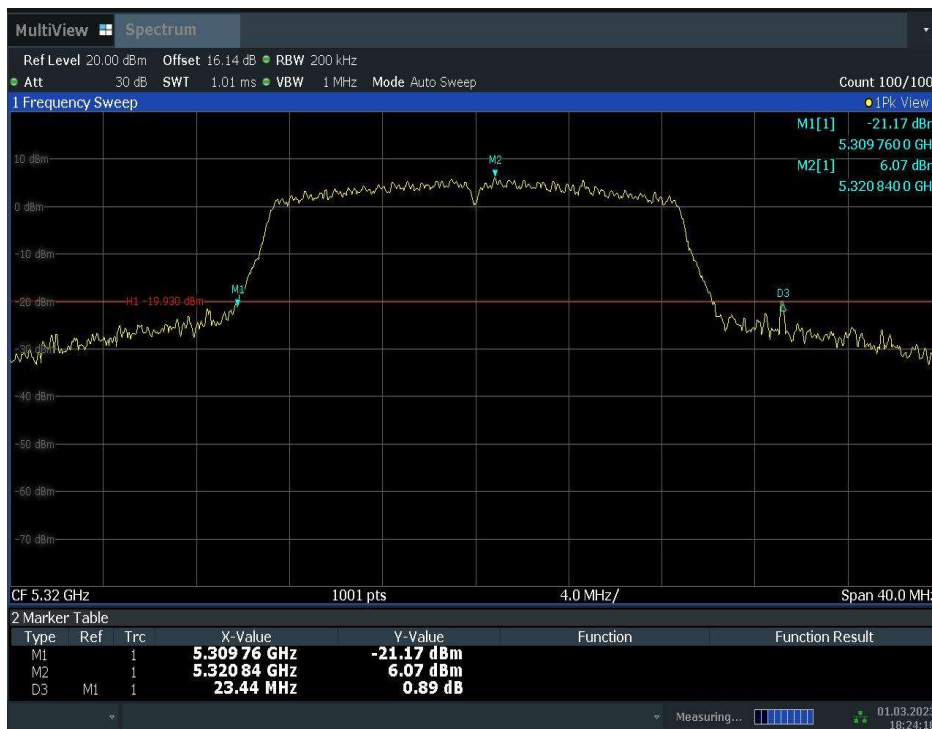 MultiView Spectrum
Ref Level 20.00 dBm Offset 16.14 dB RBW 200 kHz
Att 30 dB SWT 1.01 ms VBW 1 MHz Mode Auto Sweep Count 100/100
1 Frequency Sweep 1Pk View
M1[1] -21.17 dBm
5.309 760 0 GH
M2[1] 6.07 dBm
5.320 840 0 GH
10 dBm
M2
0 dBm
-10 dBm
M1
D3
-20 dBm H1 -19.930 dBm
-30 dBm
-40 dBm
-50 dBm
-60 dBm
-70 dBm
CF 5.32 GHz 1001 pts 4.0 MHz/ Span 40.0 MHz
2 Marker Table
Type Ref Trc X-Value Y-Value Function Function Result
M1 1 5.309 76 GHz -21.17 dBm
M2 1 5.320 84 GHz 6.07 dBm
D3 M1 1 23.44 MHz 0.89 dB
Measuring... 01.03.2023
18:24:18